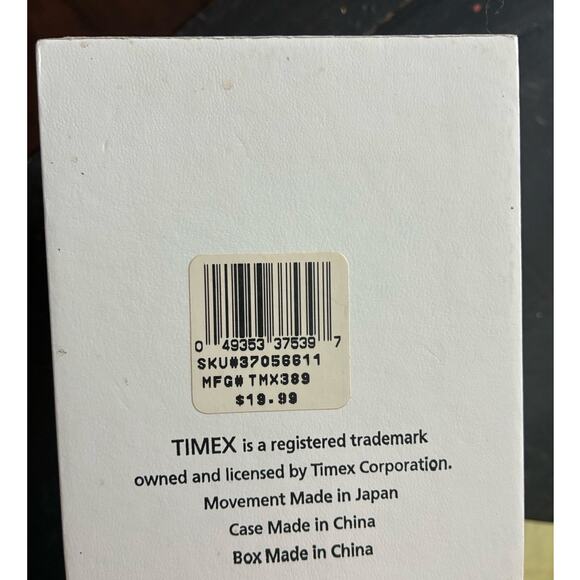 0 49353 37539 7
SKU#37056611
MFG# TMX389
$19.99
TIMEX is a registered trademark
owned and licensed by Timex Corporation.
Movement Made in Japan
Case Made in China
Box Made in China